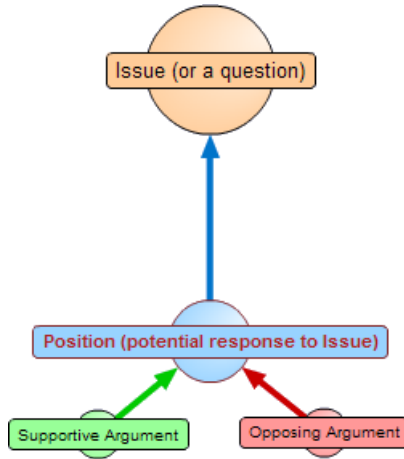 Issue (or a question)
Position (potential response to Issue)
Supportive Argument
Opposing Argument